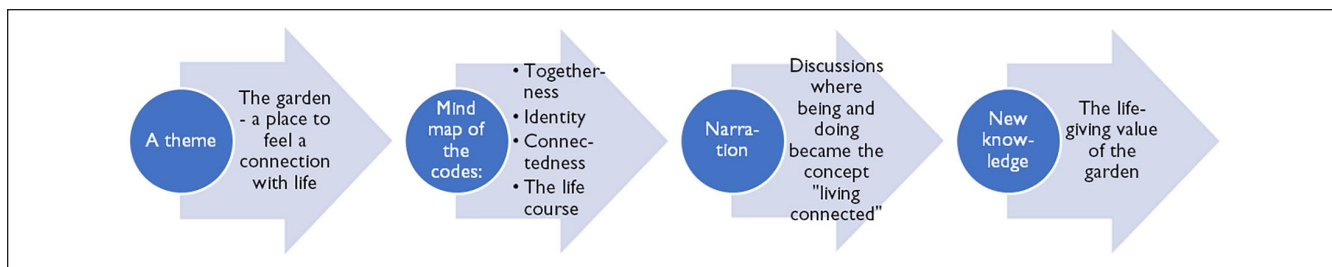 A theme
The garden
- a place to
feel a
connection
with life
Mind
map of
the
codes:
• Together-
ness
• Identity
• Connec-
tedness
• The life
course
Narra-
tion
Discussions
where
being and
doing
became the
concept
"living
connected"
New
know-
ledge
The life-
giving value
of the
garden